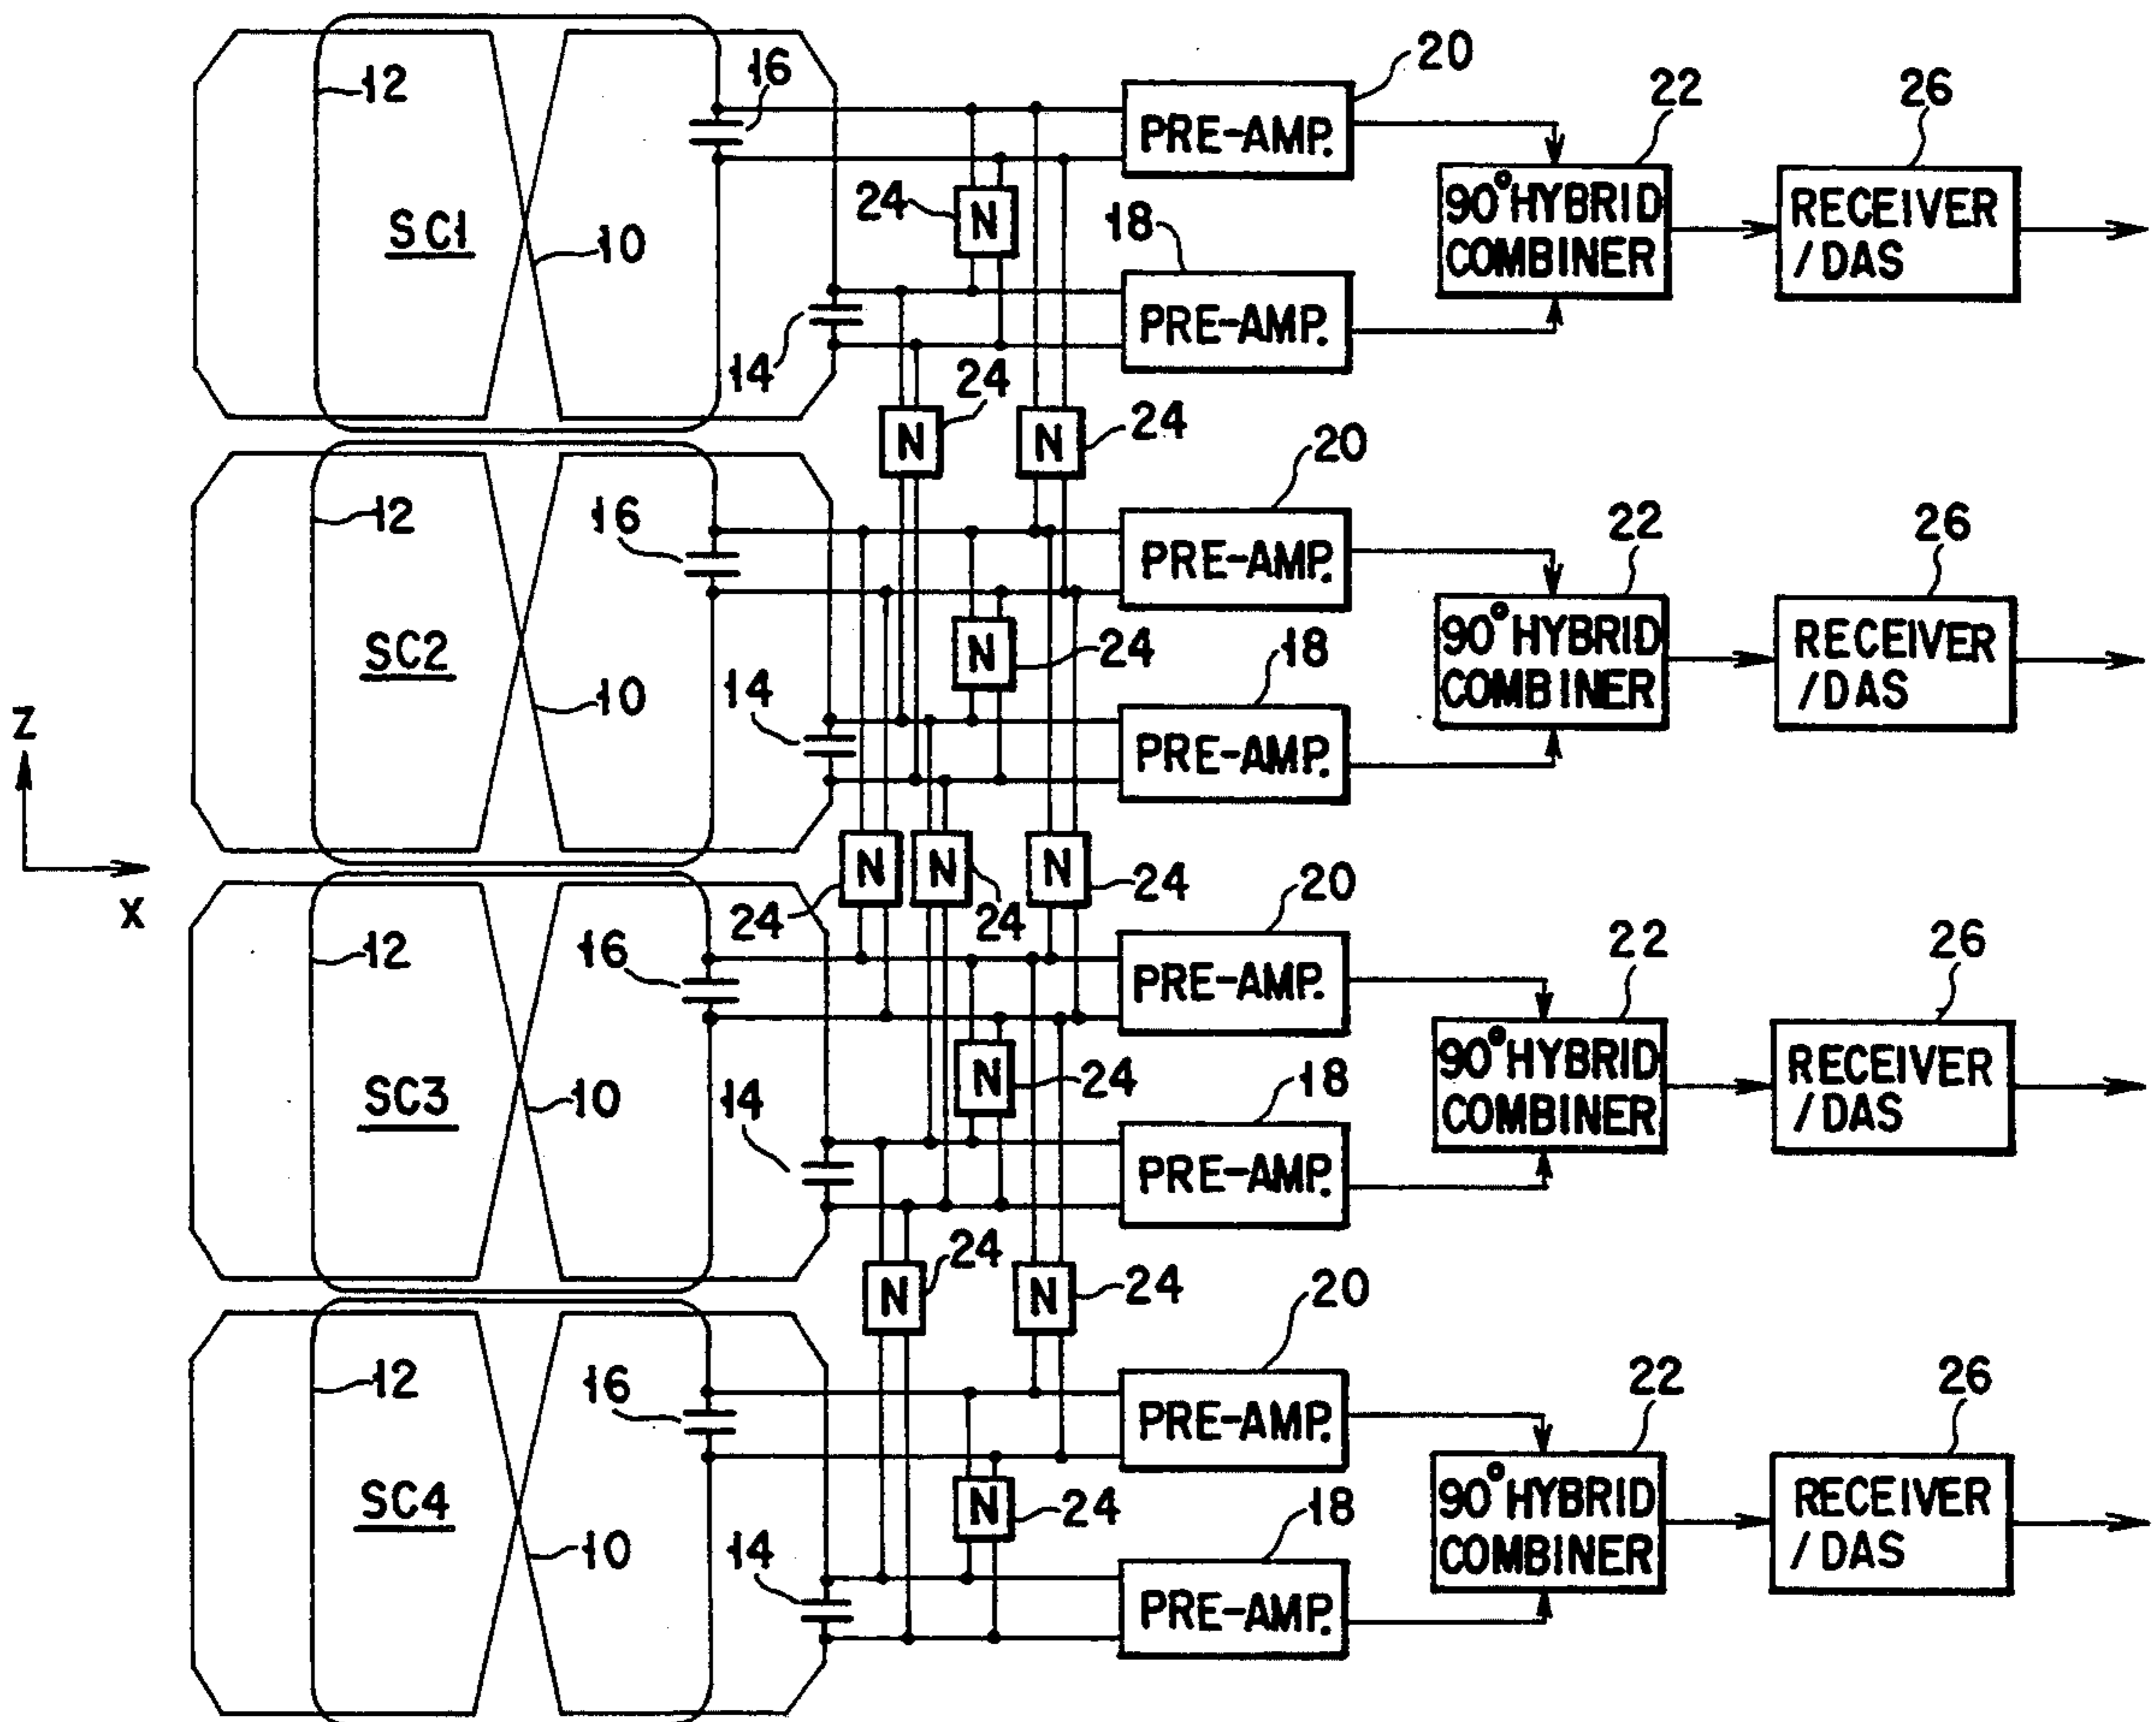 20
22
26
12
16
PRE-AMP.
90°HYBRID
COMBINER
RECEIVER
/DAS
24
N
18
SC1
10
PRE-AMP.
14
24
24
N
N
20
22
26
12
16
PRE-AMP.
90°HYBRID
COMBINER
RECEIVER
/DAS
N
24
18
SC2
10
14
PRE-AMP.
Z
X
N
N
N
24
24
24
20
22
26
12
16
PRE-AMP.
90°HYBRID
COMBINER
RECEIVER
/DAS
N
24
18
SC3
10
14
PRE-AMP.
24
24
N
N
20
22
26
12
16
PRE-AMP.
90°HYBRID
COMBINER
RECEIVER
/DAS
N
24
18
SC4
10
14
PRE-AMP.